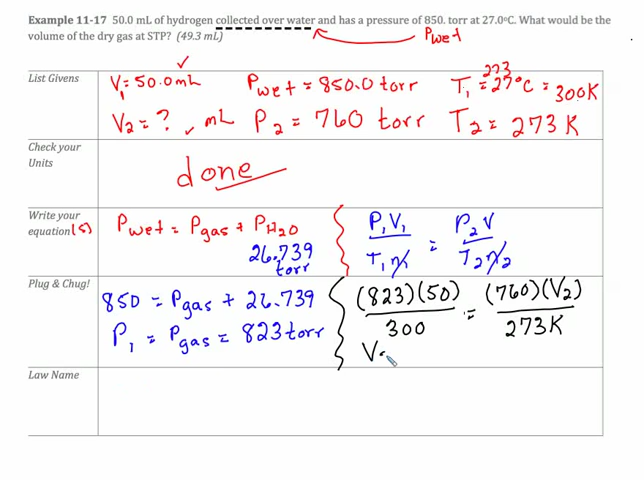 Example 11-17 50.0 mL of hydrogen collected over water and has a pressure of 850. torr at 27.0°C. What would be the
volume of the dry gas at STP? (49.3 mL)
Pwet
List Givens
V₁ = 50.0 mL Pwet = 850.0 torr T₁ = 27°C = 300K
273
V₂ = ? mL P₂ = 760 torr T₂ = 273 K
Check your
Units
done
Write your
equation(s)
Pwet = Pgas + PH₂O
26.739
torr
P₁V₁ = P₂V
T₁n T₂n₂
Plug & Chug!
850 = Pgas + 26.739
P₁ = Pgas = 823 torr
(823)(50) = (760)(V₂)
300 273K
V=
Law Name